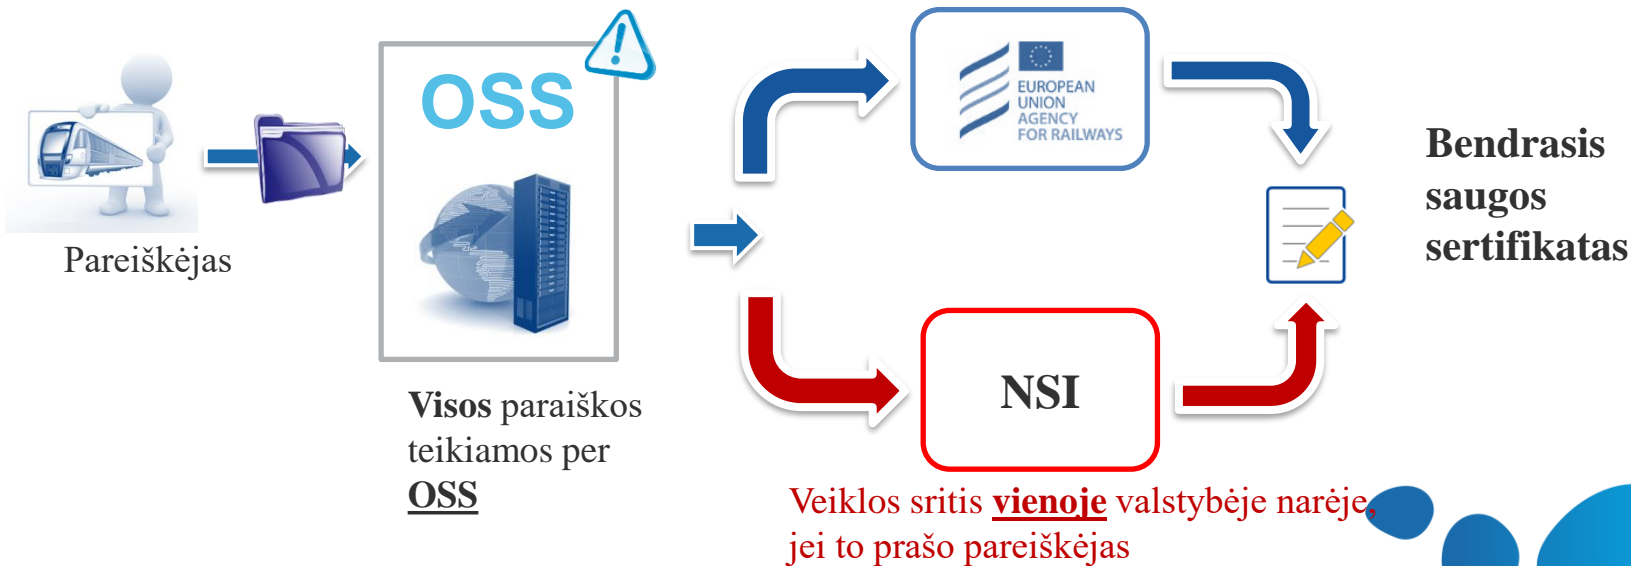 Pareiškėjas
OSS
Visos paraiškos
teikiamos per
OSS
EUROPEAN
UNION
AGENCY
FOR RAILWAYS
NSI
Veiklos sritis vienoje valstybėje narėje,
jei to prašo pareiškėjas
Bendrasis
saugos
sertifikatas